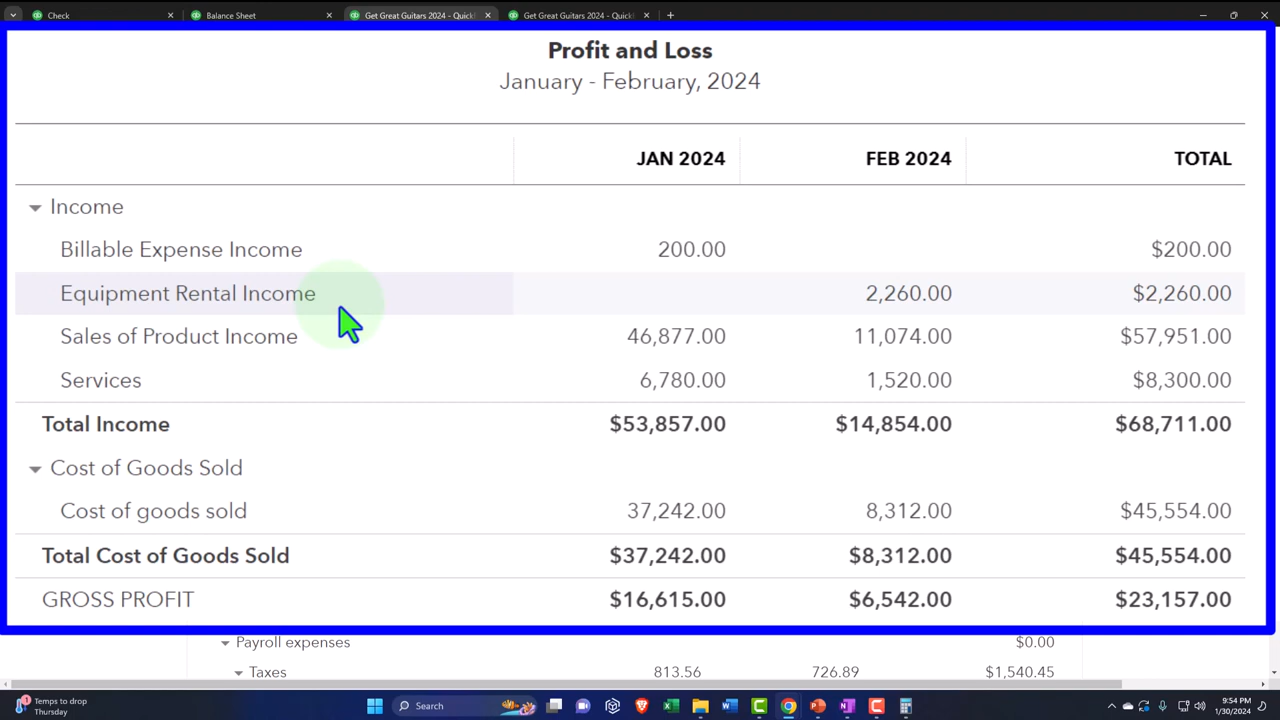 Check
Balance Sheet
Get Great Guitars 2024 - Quick
Get Great Guitars 2024 - Quick
Profit and Loss
January - February, 2024
JAN 2024 FEB 2024 TOTAL
Income
Billable Expense Income 200.00 $200.00
Equipment Rental Income 2,260.00 $2,260.00
Sales of Product Income 46,877.00 11,074.00 $57,951.00
Services 6,780.00 1,520.00 $8,300.00
Total Income $53,857.00 $14,854.00 $68,711.00
Cost of Goods Sold
Cost of goods sold 37,242.00 8,312.00 $45,554.00
Total Cost of Goods Sold $37,242.00 $8,312.00 $45,554.00
GROSS PROFIT $16,615.00 $6,542.00 $23,157.00
Payroll expenses $0.00
Taxes 813.56 726.89 $1,540.45
Temps to drop
Thursday
Search
9:54 PM
1/30/2024